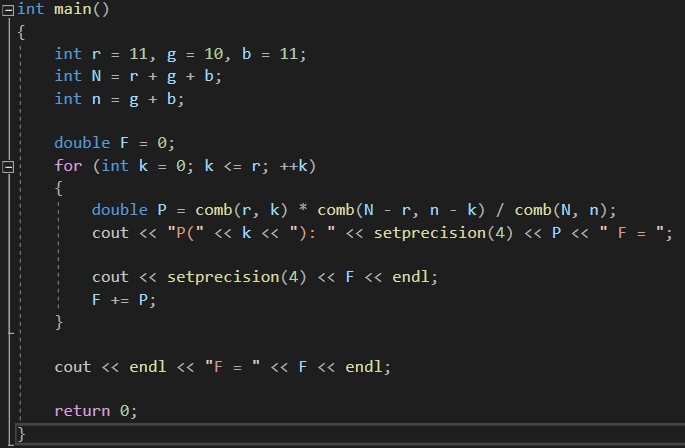 int main()
{
    int r = 11, g = 10, b = 11;
    int N = r + g + b;
    int n = g + b;

    double F = 0;
    for (int k = 0; k <= r; ++k)
    {
        double P = comb(r, k) * comb(N - r, n - k) / comb(N, n);
        cout << "P(" << k << "): " << setprecision(4) << P << " F = ";

        cout << setprecision(4) << F << endl;
        F += P;
    }

    cout << endl << "F = " << F << endl;

    return 0;
}